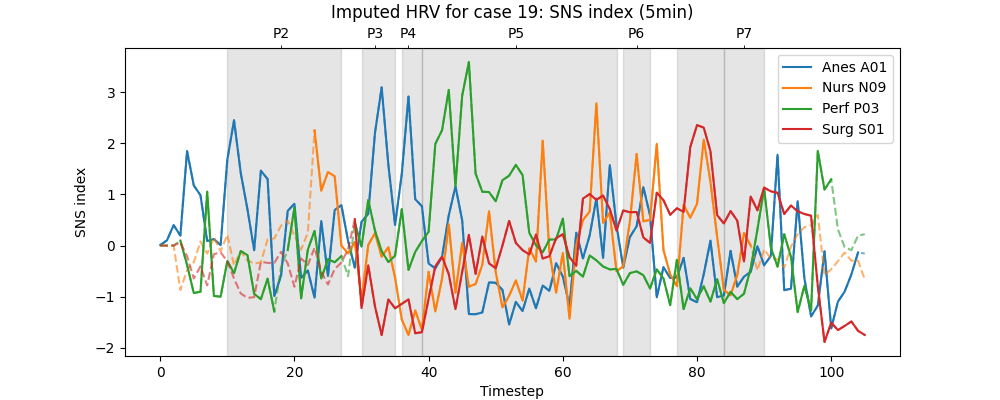 Imputed HRV for case 19: SNS index (5min)
P2 P3 P4 P5 P6 P7
Anes A01
Nurs N09
Perf P03
Surg S01
SNS index
3
2
1
0
−1
−2
0 20 40 60 80 100
Timestep